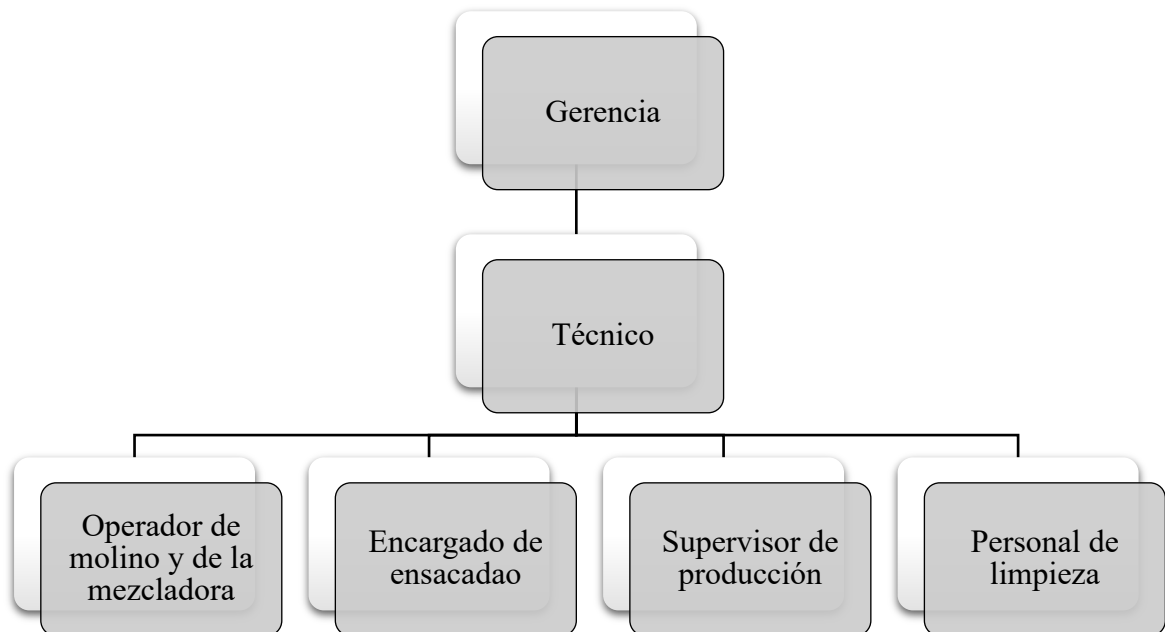 Gerencia
Técnico
Operador de
molino y de la
mezcladora
Encargado de
ensacadao
Supervisor de
producción
Personal de
limpieza